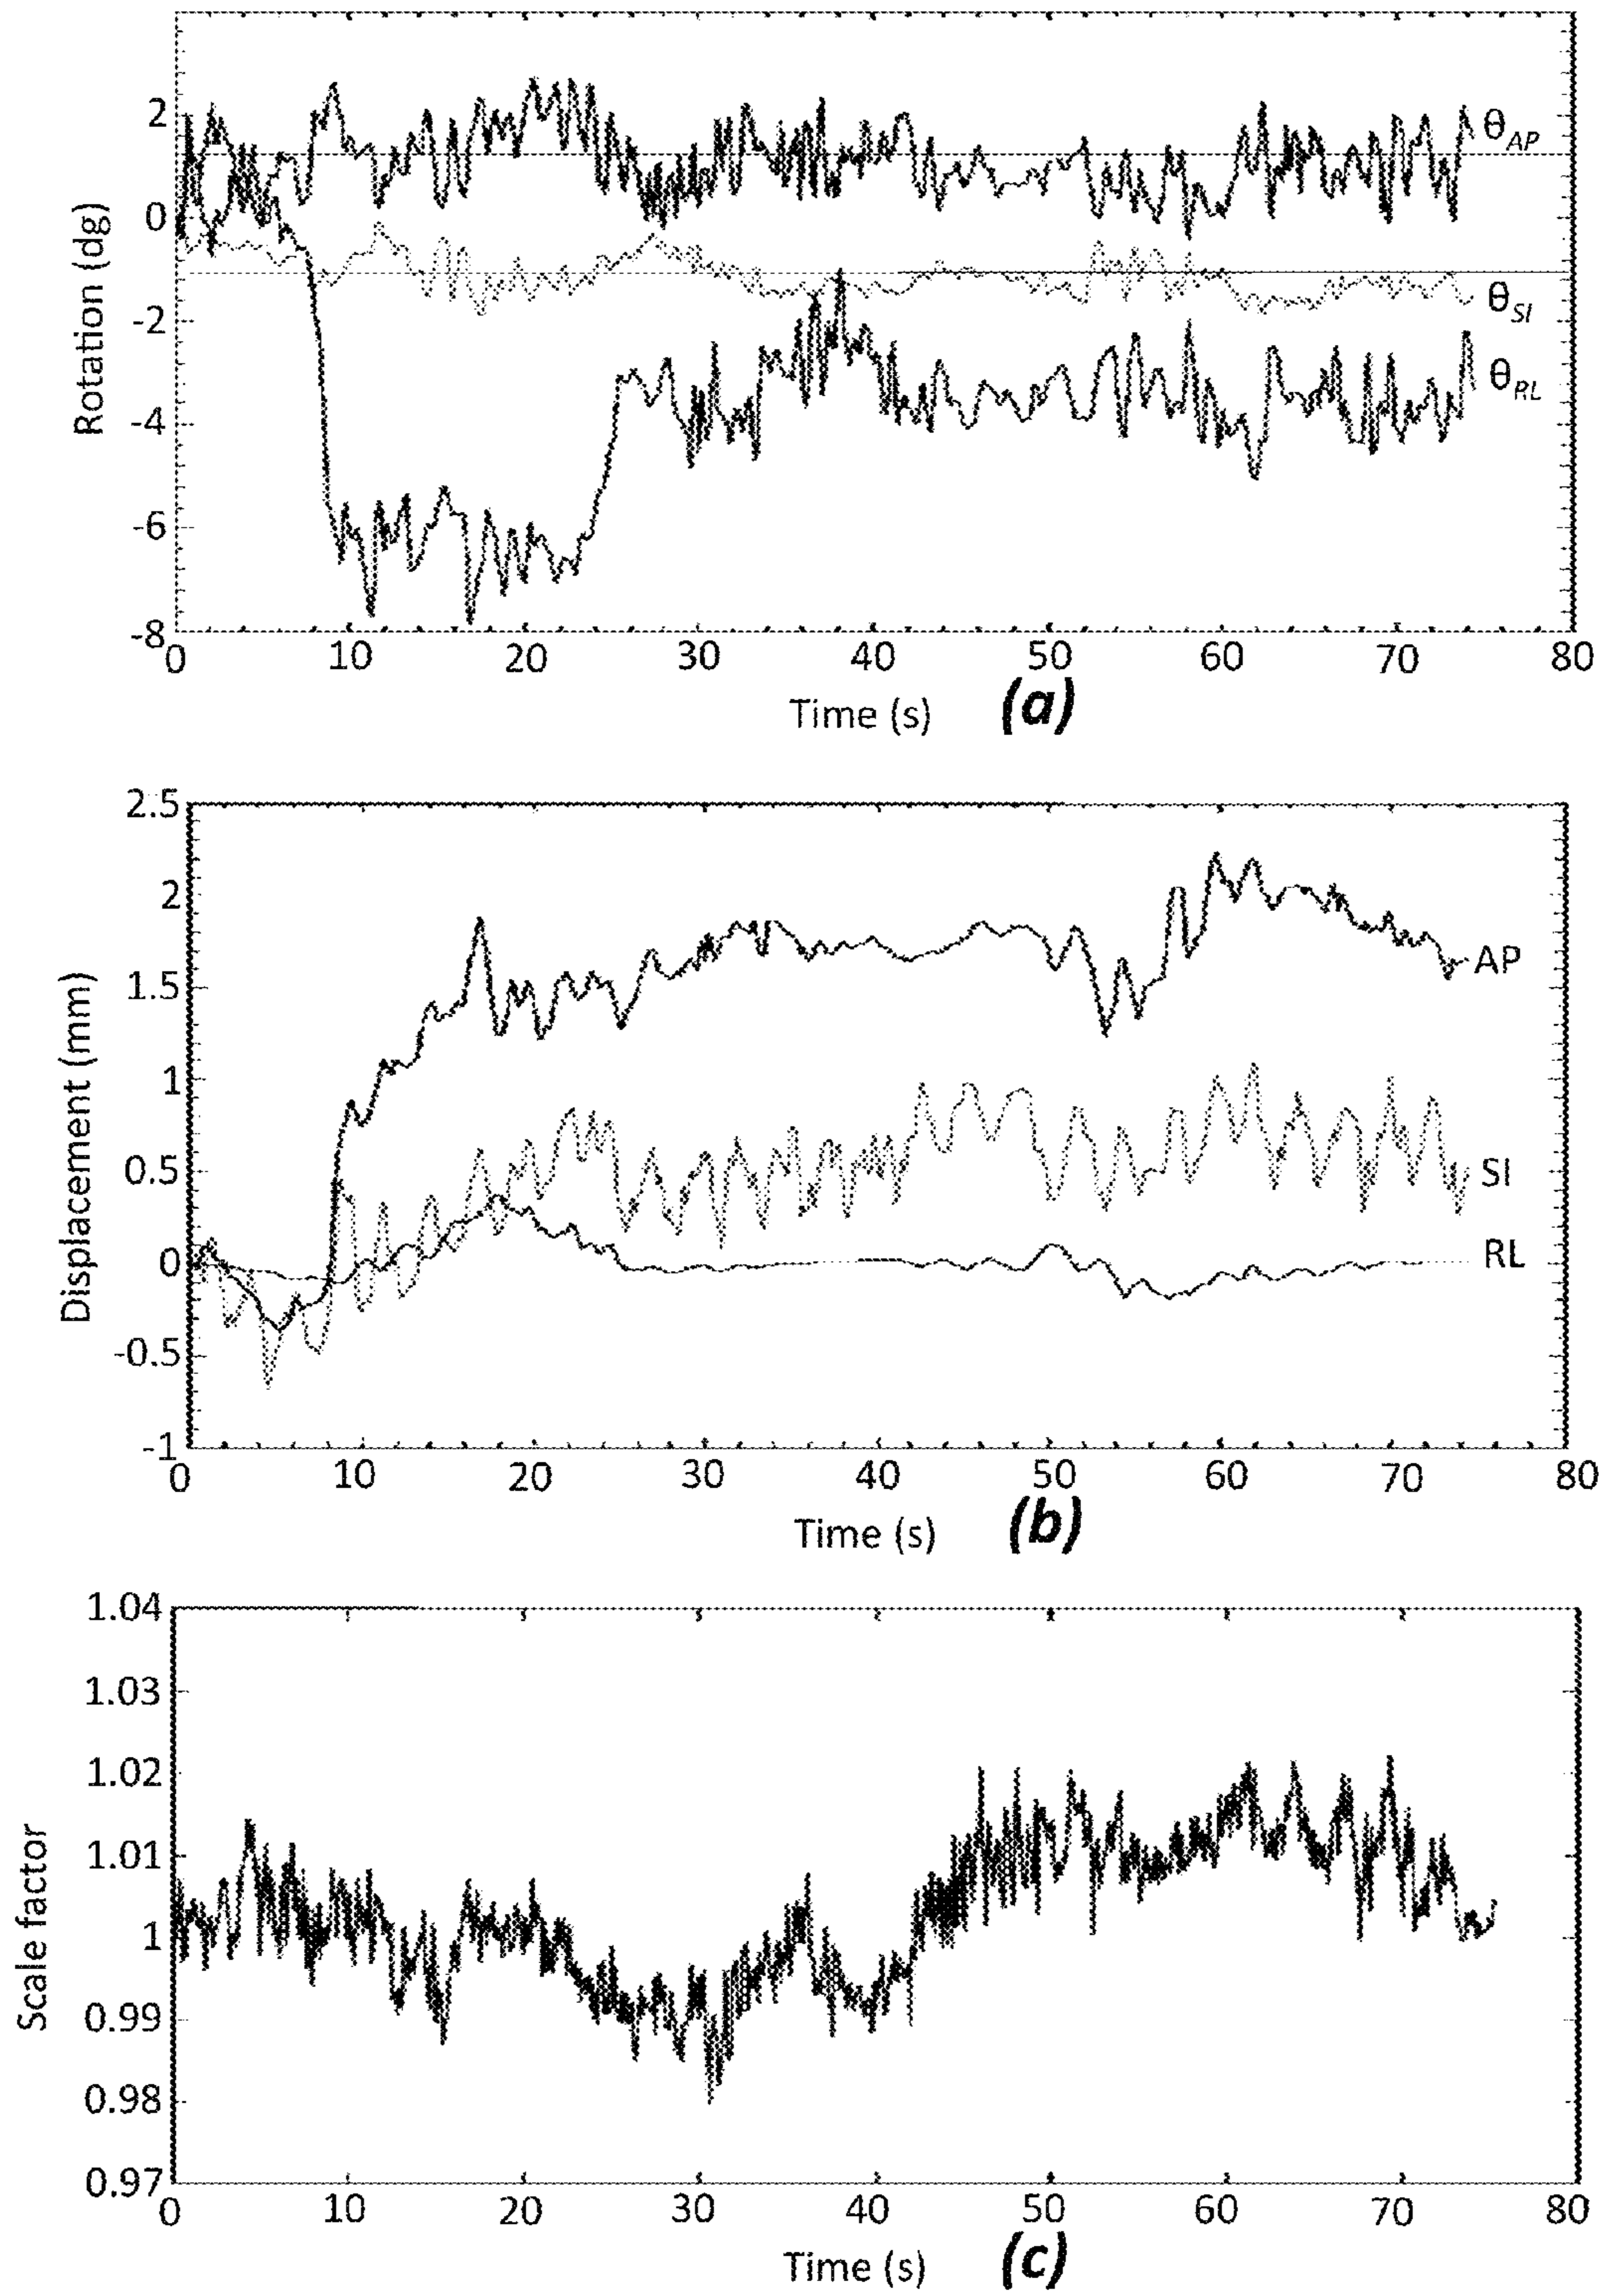 2
0
-2
-4
-6
-8
Rotation (dg)
θAP
θSI
θRL
0 10 20 30 40 50 60 70 80
Time (s) (a)
2.5
2
1.5
1
0.5
0
-0.5
-1
Displacement (mm)
AP
SI
RL
0 10 20 30 40 50 60 70 80
Time (s) (b)
1.04
1.03
1.02
1.01
1
0.99
0.98
0.97
Scale factor
0 10 20 30 40 50 60 70 80
Time (s) (c)